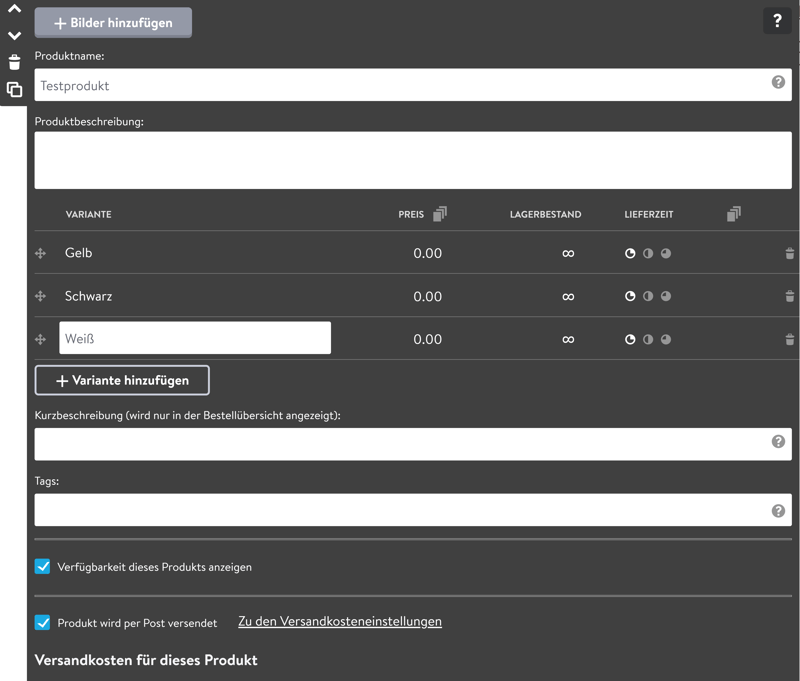 + Bilder hinzufügen
?
Produktname:
Testprodukt
?
Produktbeschreibung:
VARIANTE PREIS LAGERBESTAND LIEFERZEIT
Gelb 0.00 ∞
Schwarz 0.00 ∞
Weiß 0.00 ∞
+ Variante hinzufügen
Kurzbeschreibung (wird nur in der Bestellübersicht angezeigt):
?
Tags:
?
Verfügbarkeit dieses Produkts anzeigen
Produkt wird per Post versendet Zu den Versandkosteneinstellungen
Versandkosten für dieses Produkt